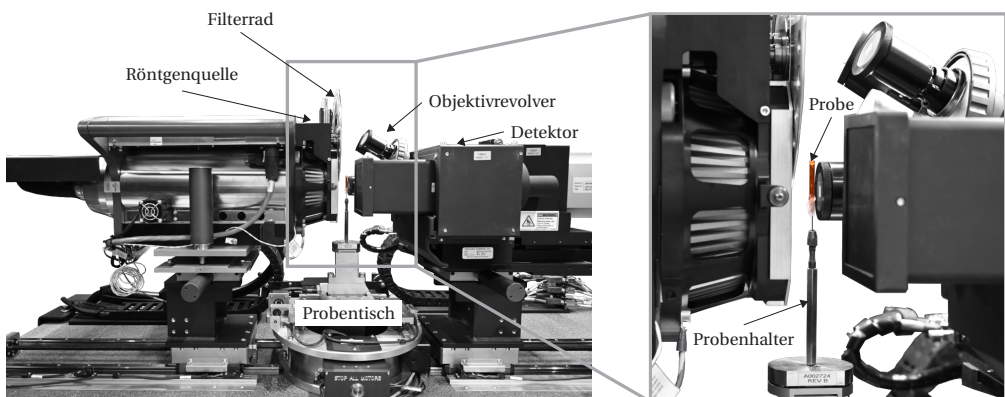 Filterrad
Röntgenquelle
Objektivrevolver
Detektor
Probentisch
STOP ALL MOTORS
Probe
Probenhalter
A002724
REV B